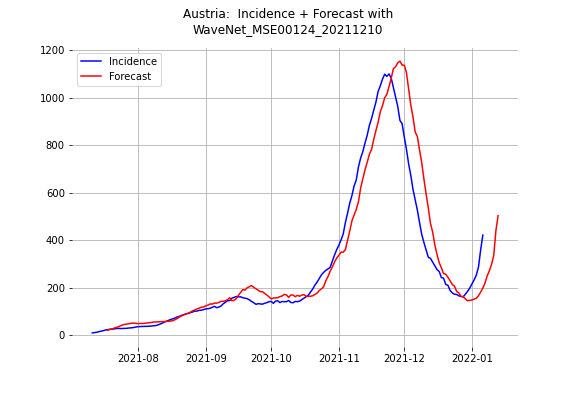 Austria:  Incidence + Forecast with
WaveNet_MSE00124_20211210
Incidence
Forecast
1200
1000
800
600
400
200
0
2021-08 2021-09 2021-10 2021-11 2021-12 2022-01